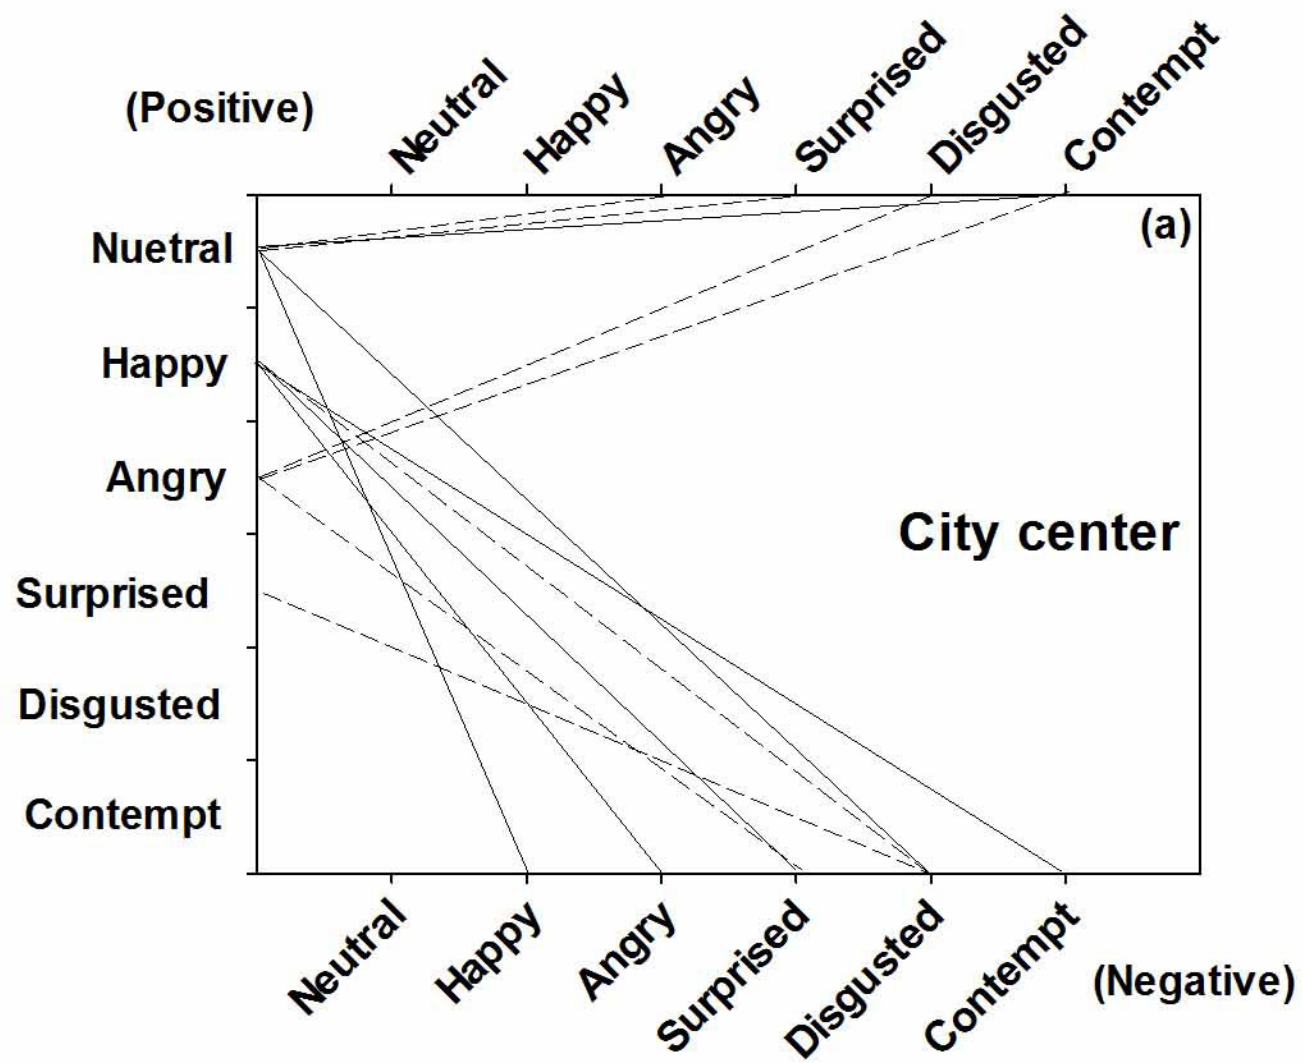 (Positive)
Neutral
Happy
Angry
Surprised
Disgusted
Contempt
(a)
Nuetral
Happy
Angry
Surprised
Disgusted
Contempt
City center
Neutral
Happy
Angry
Surprised
Disgusted
Contempt
(Negative)